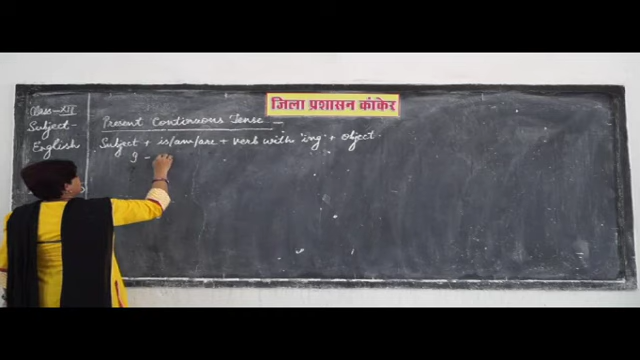 जिला प्रशासन कांकेर
Class-XII
Subject-
English
Present Continuous Tense -
Subject + is/am/are + verb with 'ing' + object
I -